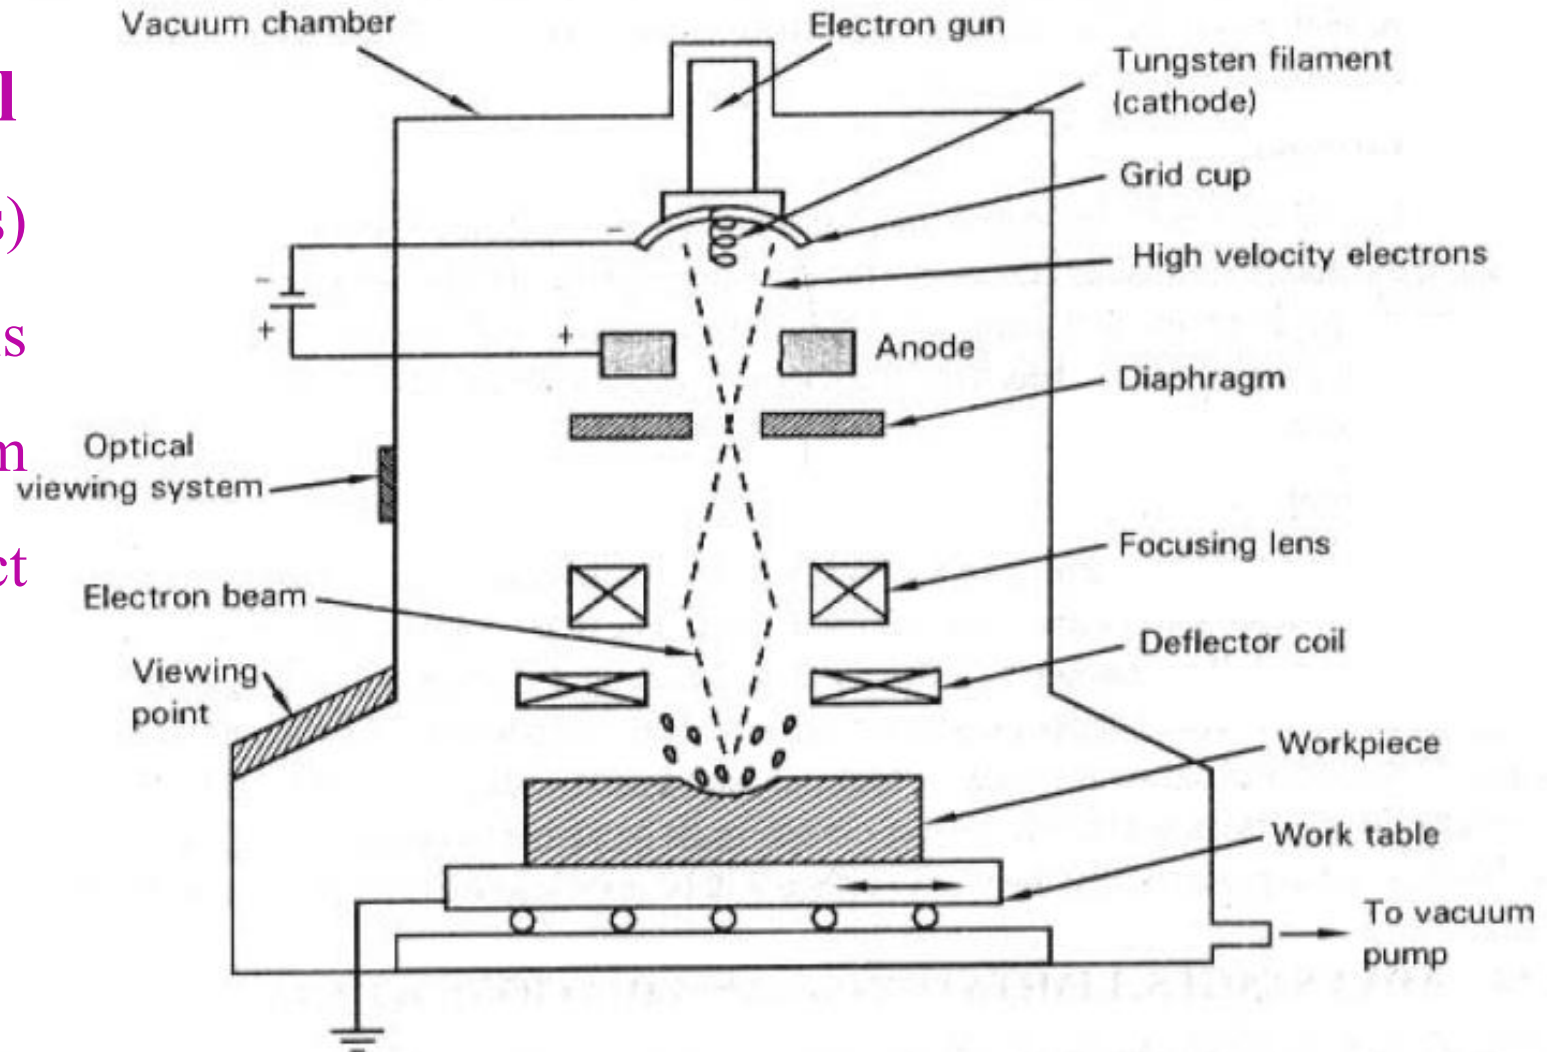 Vacuum chamber
Electron gun
Tungsten filament
(cathode)
Grid cup
High velocity electrons
-
-
+
+
Anode
Diaphragm
Optical
viewing system
Focusing lens
Electron beam
Deflector coil
Viewing
point
Workpiece
Work table
To vacuum
pump
l
s)
m
ct